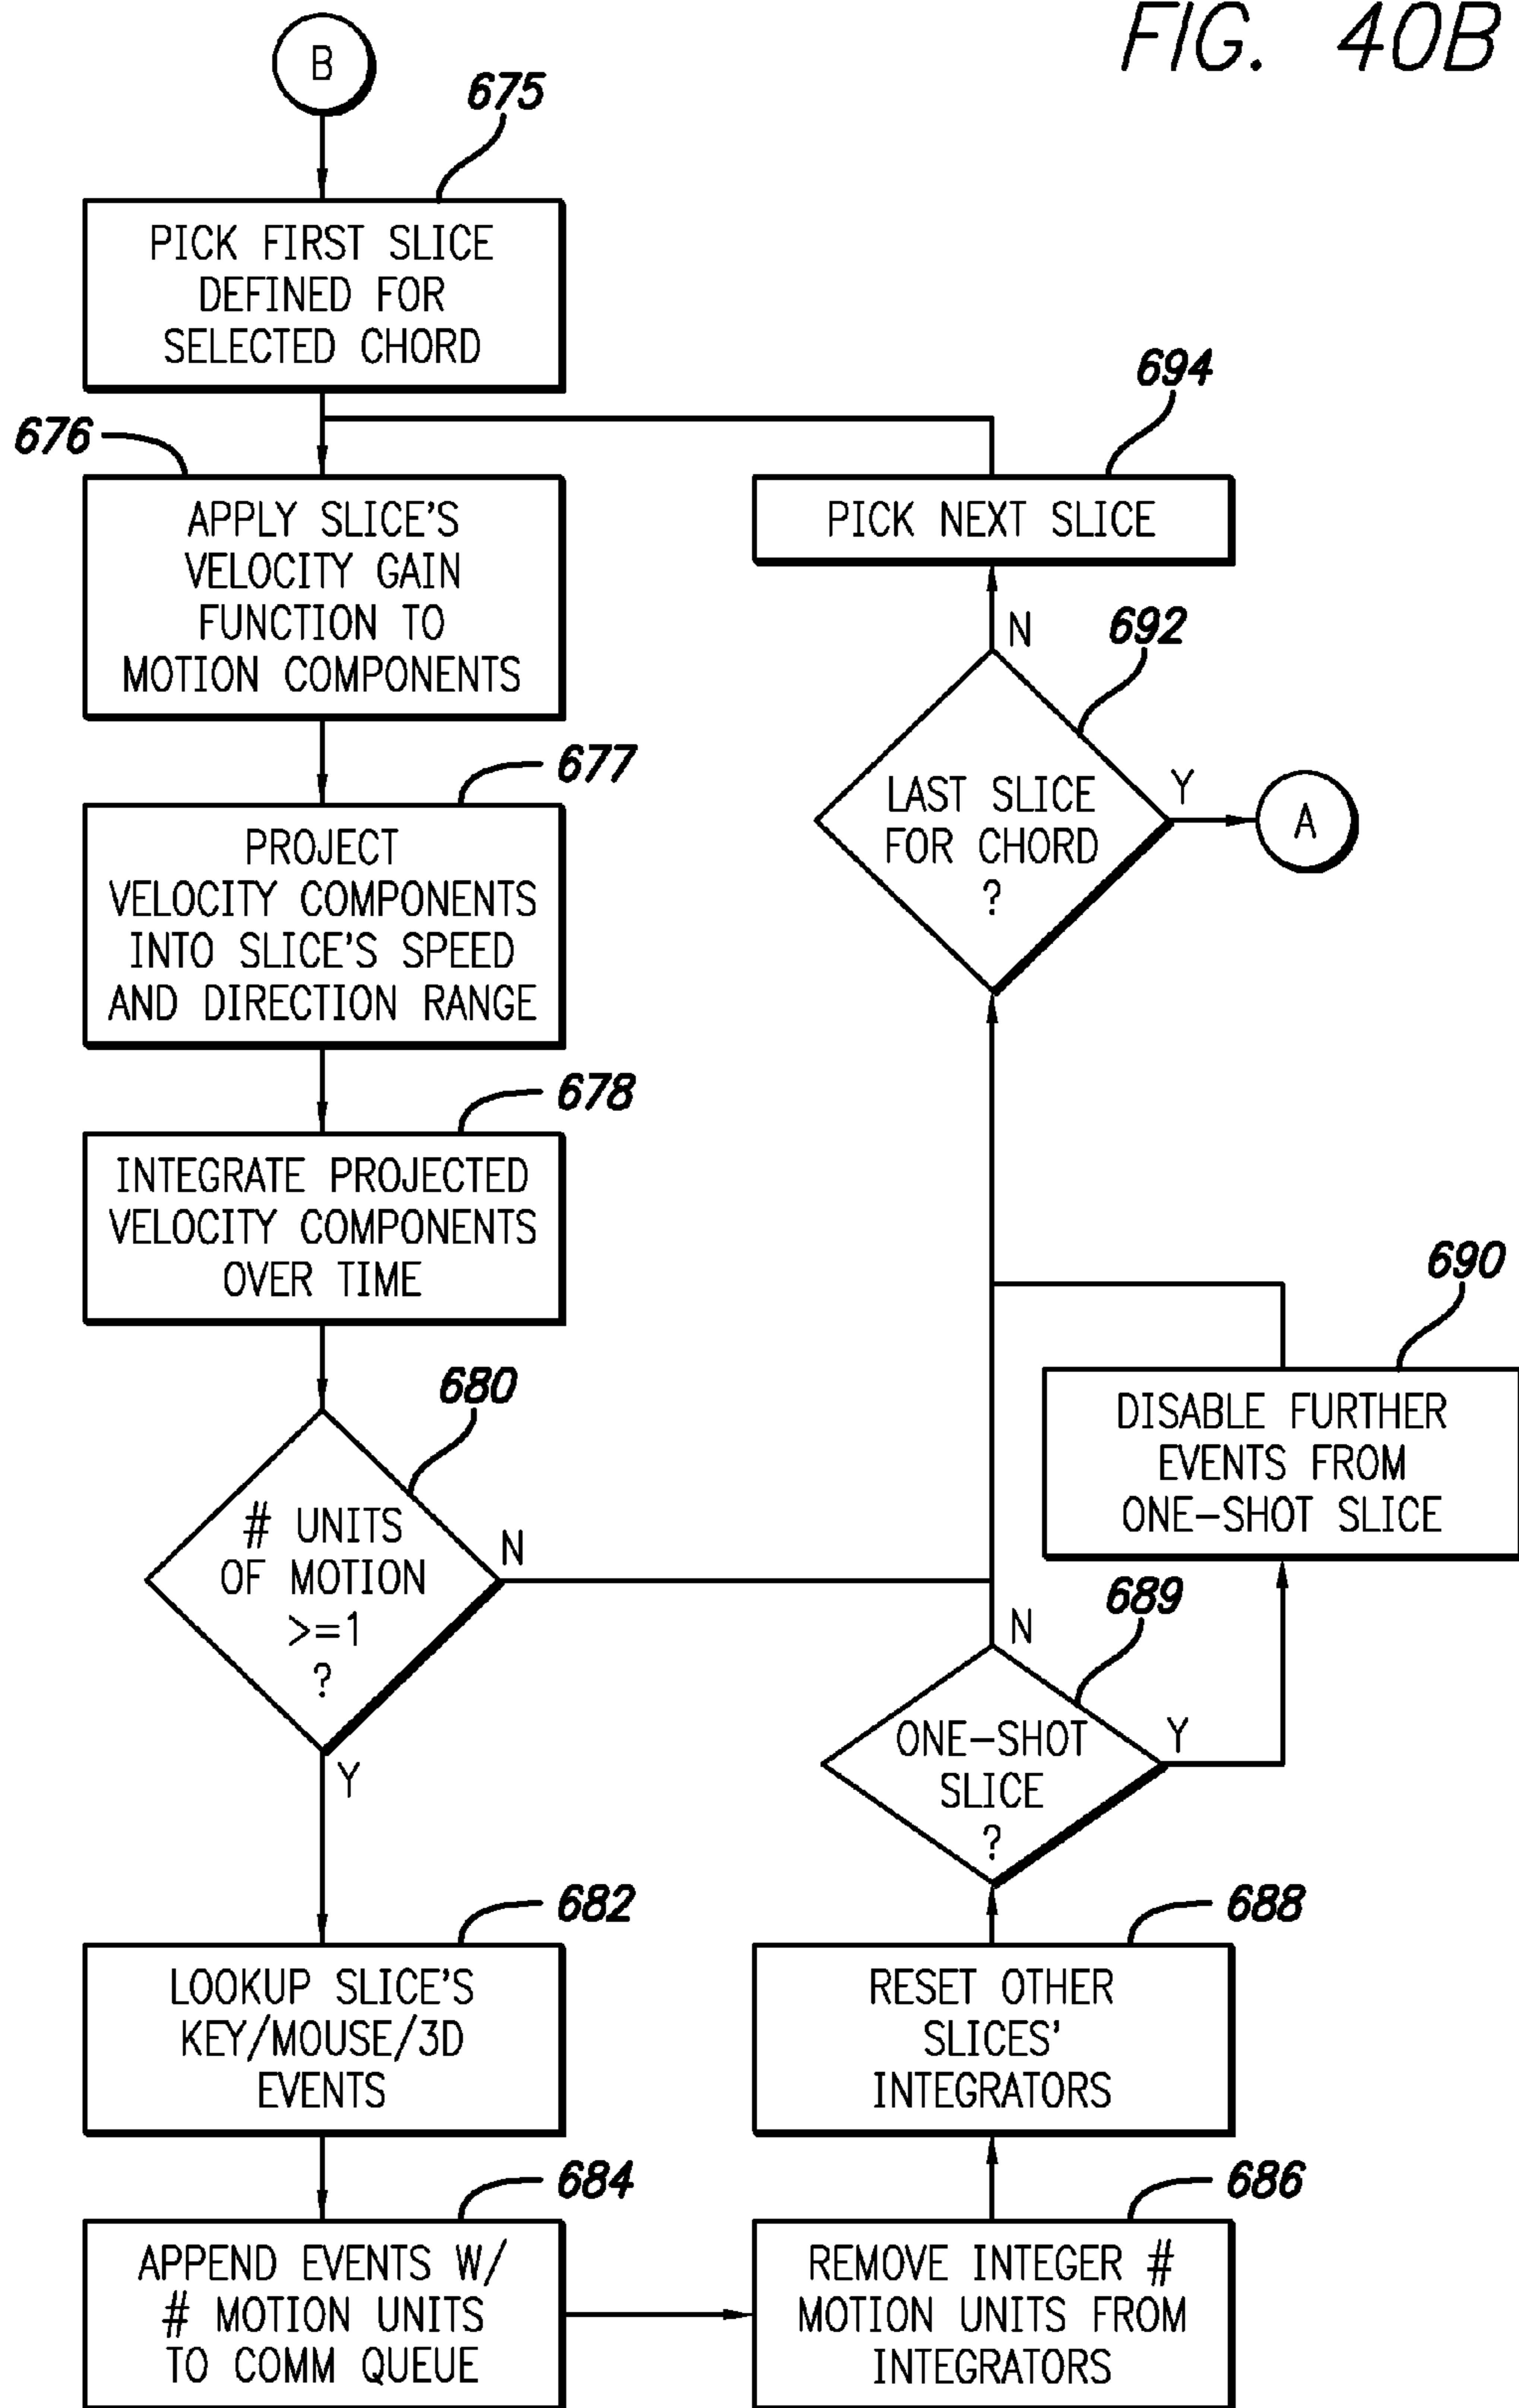 FIG. 40B
B
675
PICK FIRST SLICE
DEFINED FOR
SELECTED CHORD
676
APPLY SLICE'S
VELOCITY GAIN
FUNCTION TO
MOTION COMPONENTS
677
PROJECT
VELOCITY COMPONENTS
INTO SLICE'S SPEED
AND DIRECTION RANGE
678
INTEGRATE PROJECTED
VELOCITY COMPONENTS
OVER TIME
680
# UNITS
OF MOTION
>=1
?
N
Y
682
LOOKUP SLICE'S
KEY/MOUSE/3D
EVENTS
684
APPEND EVENTS W/
# MOTION UNITS
TO COMM QUEUE
686
REMOVE INTEGER #
MOTION UNITS FROM
INTEGRATORS
688
RESET OTHER
SLICES'
INTEGRATORS
689
ONE-SHOT
SLICE
?
N
Y
690
DISABLE FURTHER
EVENTS FROM
ONE-SHOT SLICE
692
LAST SLICE
FOR CHORD
?
Y
A
N
694
PICK NEXT SLICE